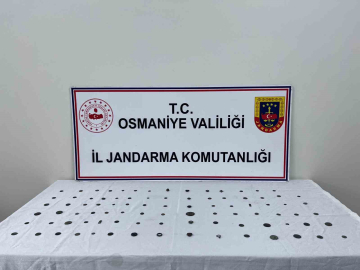 T.C.
OSMANİYE VALİLİĞİ
İL JANDARMA KOMUTANLIĞI